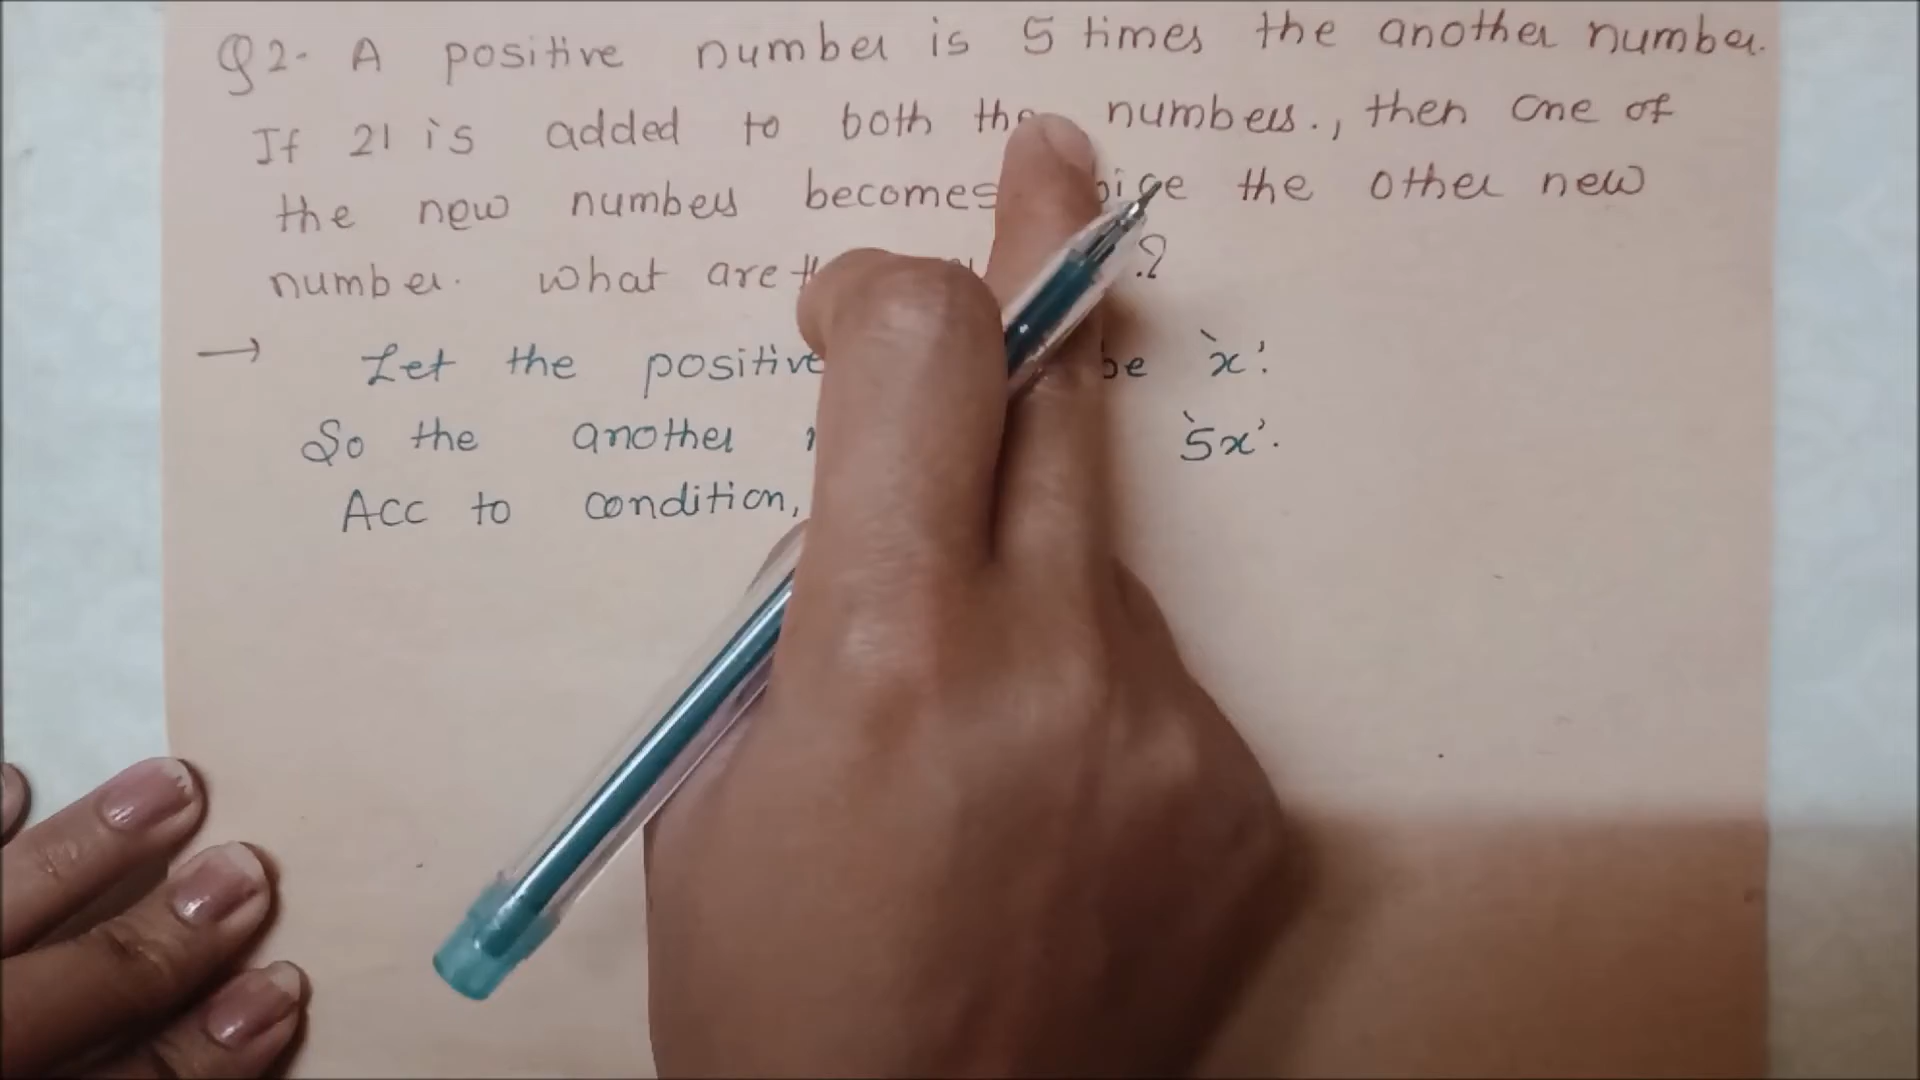 Q2- A positive number is 5 times the another number.
If 21 is added to both the numbers., then one of
the new numbers becomes the other new
number. What are .?
→ Let the positive be `x'.
So the another `5x'.
Acc to condition,